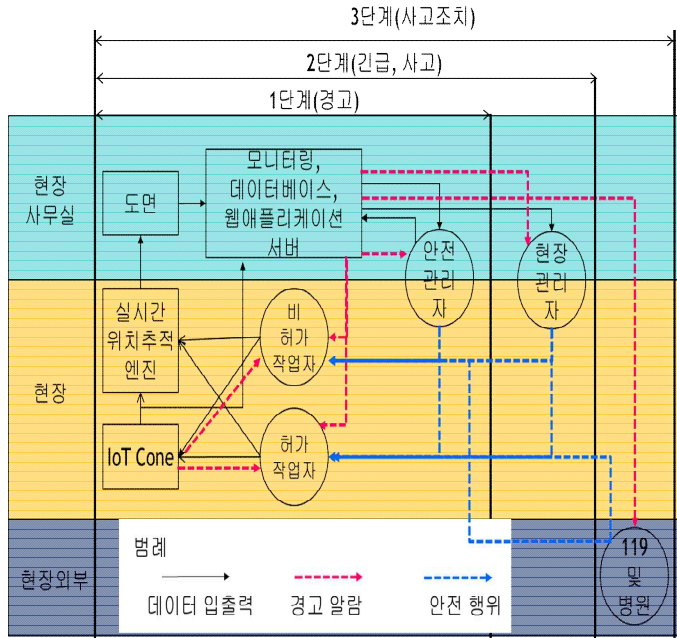 3단계(사고조치)
2단계(긴급, 사고)
1단계(경고)
현장
사무실
도면
모니터링,
데이터베이스,
웹애플리케이션
서버
안전
관리
자
현장
관리
자
현장
실시간
위치추적
엔진
비
허가
작업자
IoT Cone
허가
작업자
현장외부
범례
데이터 입출력
경고 알람
안전 행위
119
및
병원